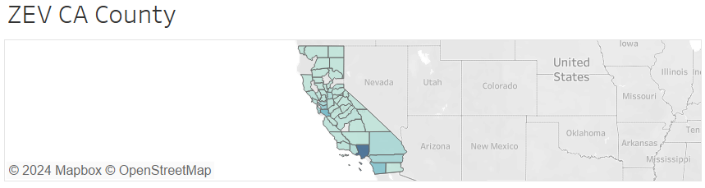 ZEV CA County
Iowa
United
States
Nevada
Utah
Colorado
Illinois
Missouri
Arizona
New Mexico
Oklahoma
Arkansas
Mississippi
© 2024 Mapbox © OpenStreetMap